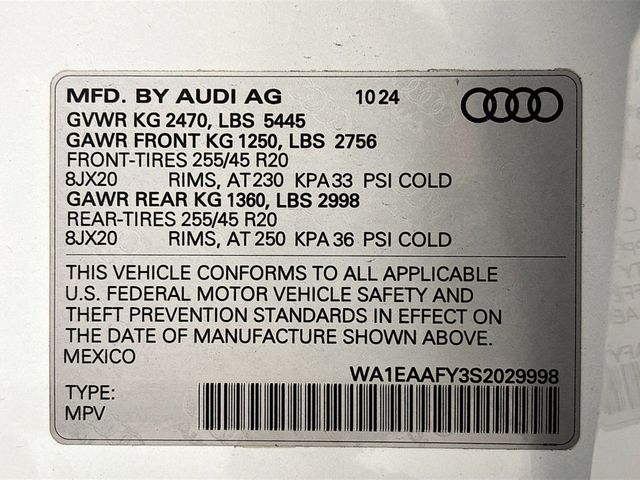 MFD. BY AUDI AG 10 24
GVWR KG 2470, LBS 5445
GAWR FRONT KG 1250, LBS 2756
FRONT-TIRES 255/45 R20
8JX20 RIMS, AT 230 KPA 33 PSI COLD
GAWR REAR KG 1360, LBS 2998
REAR-TIRES 255/45 R20
8JX20 RIMS, AT 250 KPA 36 PSI COLD
THIS VEHICLE CONFORMS TO ALL APPLICABLE
U.S. FEDERAL MOTOR VEHICLE SAFETY AND
THEFT PREVENTION STANDARDS IN EFFECT ON
THE DATE OF MANUFACTURE SHOWN ABOVE.
MEXICO
WA1EAAFY3S2029998
TYPE:
MPV